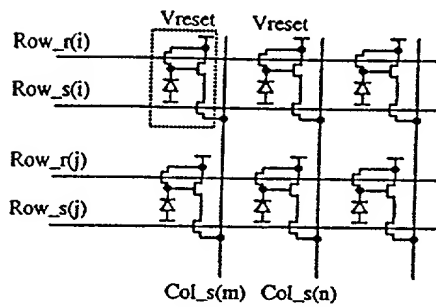 Vreset Vreset
Row_r(i)
Row_s(i)
Row_r(j)
Row_s(j)
Col_s(m) Col_s(n)